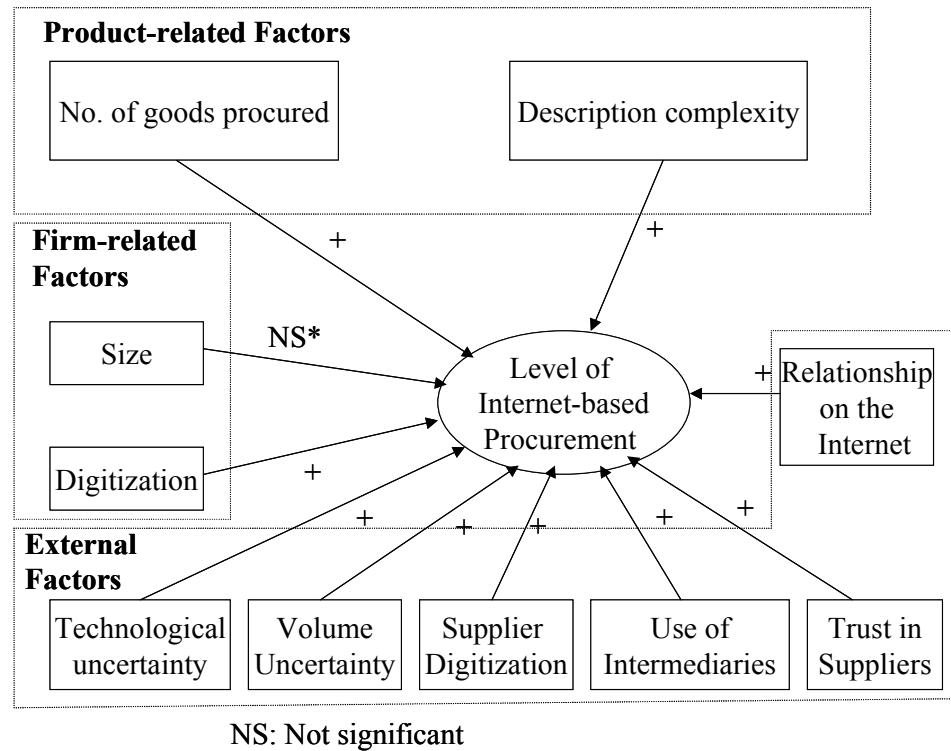 Product-related Factors
No. of goods procured
Description complexity
+
+
Firm-related
Factors
Size
NS*
Digitization
+
Level of
Internet-based
Procurement
+
Relationship
on the
Internet
+
+
+
+
+
External
Factors
Technological
uncertainty
Volume
Uncertainty
Supplier
Digitization
Use of
Intermediaries
Trust in
Suppliers
NS: Not significant